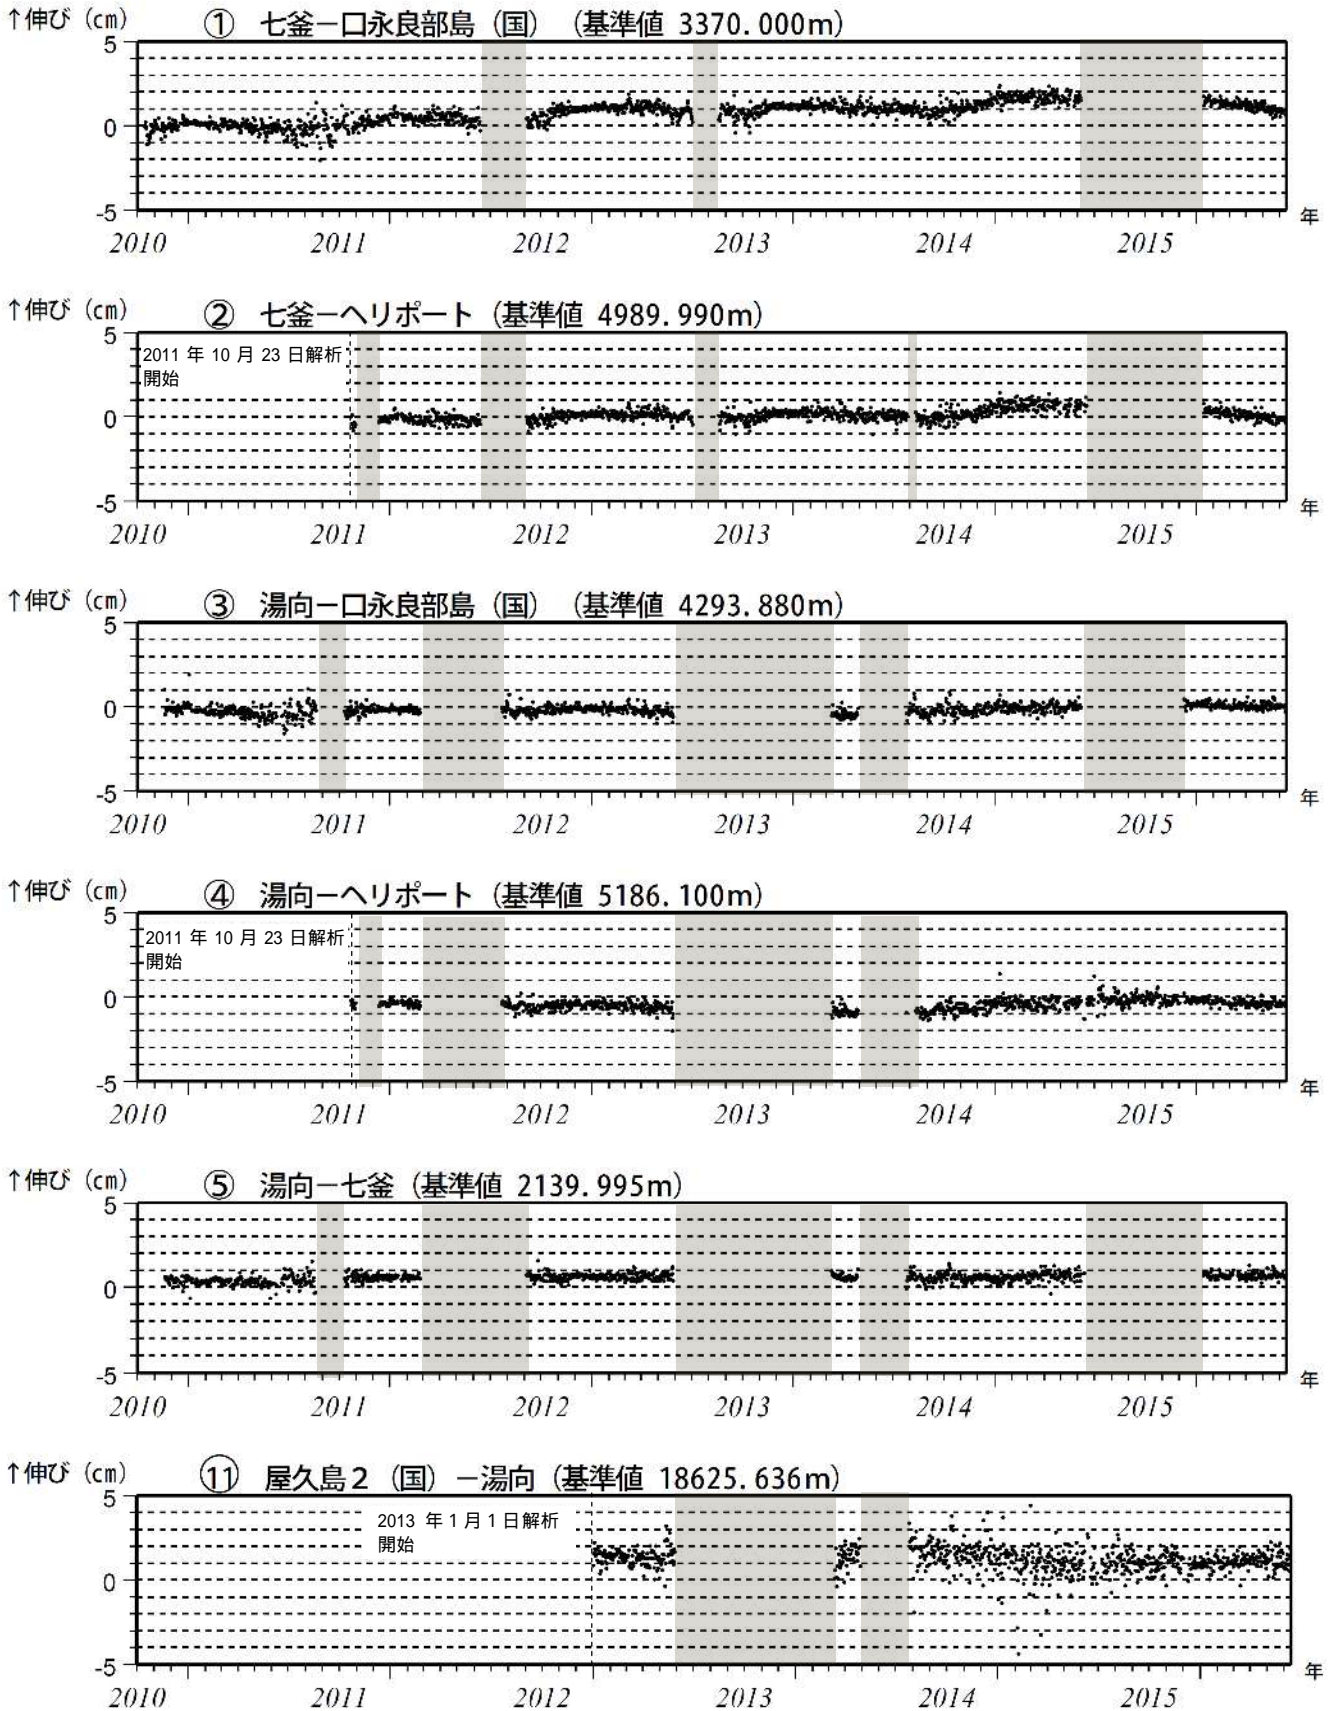 ↑伸び（cm） ① 七釜－口永良部島（国）（基準値 3370.000m）
5
0
-5
年
2010 2011 2012 2013 2014 2015
↑伸び（cm） ② 七釜－ヘリポート（基準値 4989.990m）
5
2011 年 10 月 23 日解析
開始
0
-5
年
2010 2011 2012 2013 2014 2015
↑伸び（cm） ③ 湯向－口永良部島（国）（基準値 4293.880m）
5
0
-5
年
2010 2011 2012 2013 2014 2015
↑伸び（cm） ④ 湯向－ヘリポート（基準値 5186.100m）
5
2011 年 10 月 23 日解析
開始
0
-5
年
2010 2011 2012 2013 2014 2015
↑伸び（cm） ⑤ 湯向－七釜（基準値 2139.995m）
5
0
-5
年
2010 2011 2012 2013 2014 2015
↑伸び（cm） ⑪ 屋久島２（国）－湯向（基準値 18625.636m）
5
2013 年 1 月 1 日解析
開始
0
-5
年
2010 2011 2012 2013 2014 2015